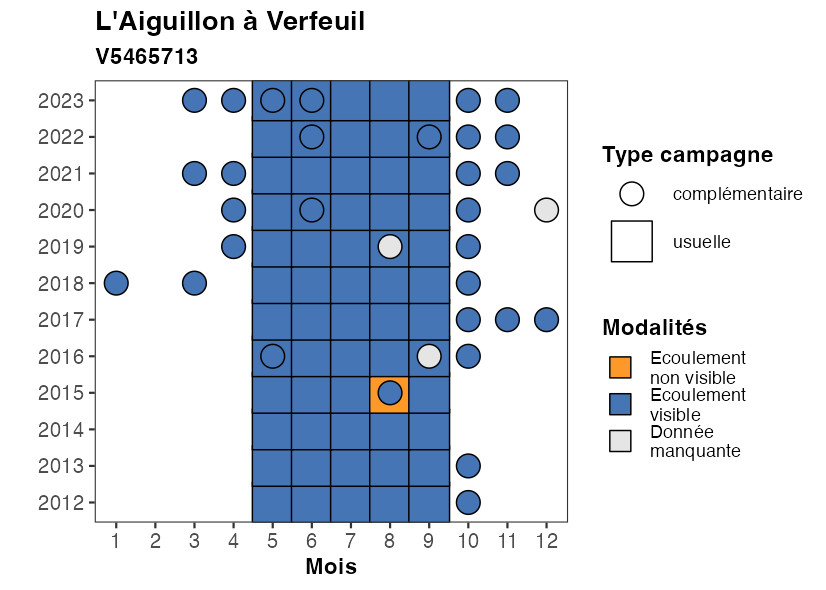 L'Aiguillon à Verfeuil
V5465713
2023
2022
2021
2020
2019
2018
2017
2016
2015
2014
2013
2012
1 2 3 4 5 6 7 8 9 10 11 12
Mois
Type campagne
complémentaire
usuelle
Modalités
Ecoulement
non visible
Ecoulement
visible
Donnée
manquante